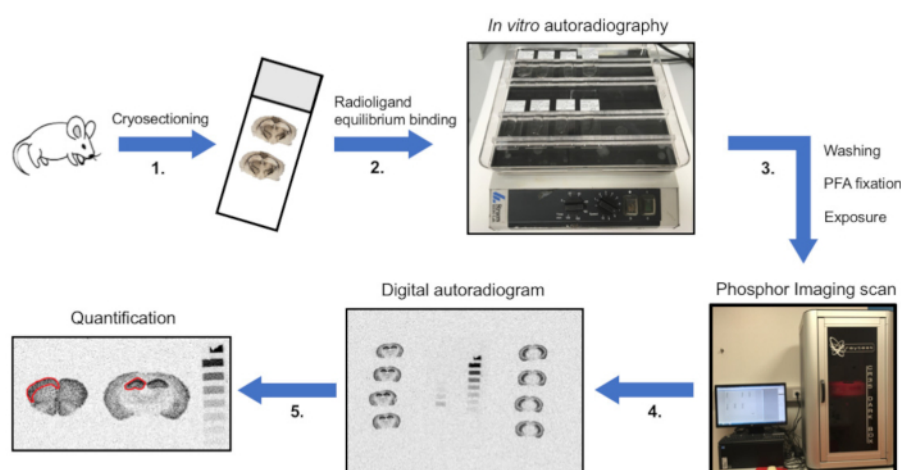 In vitro autoradiography
Cryosectioning
1.
Radioligand
equilibrium binding
2.
3.
Washing
PFA fixation
Exposure
Phosphor Imaging scan
Digital autoradiogram
Quantification
5.
4.